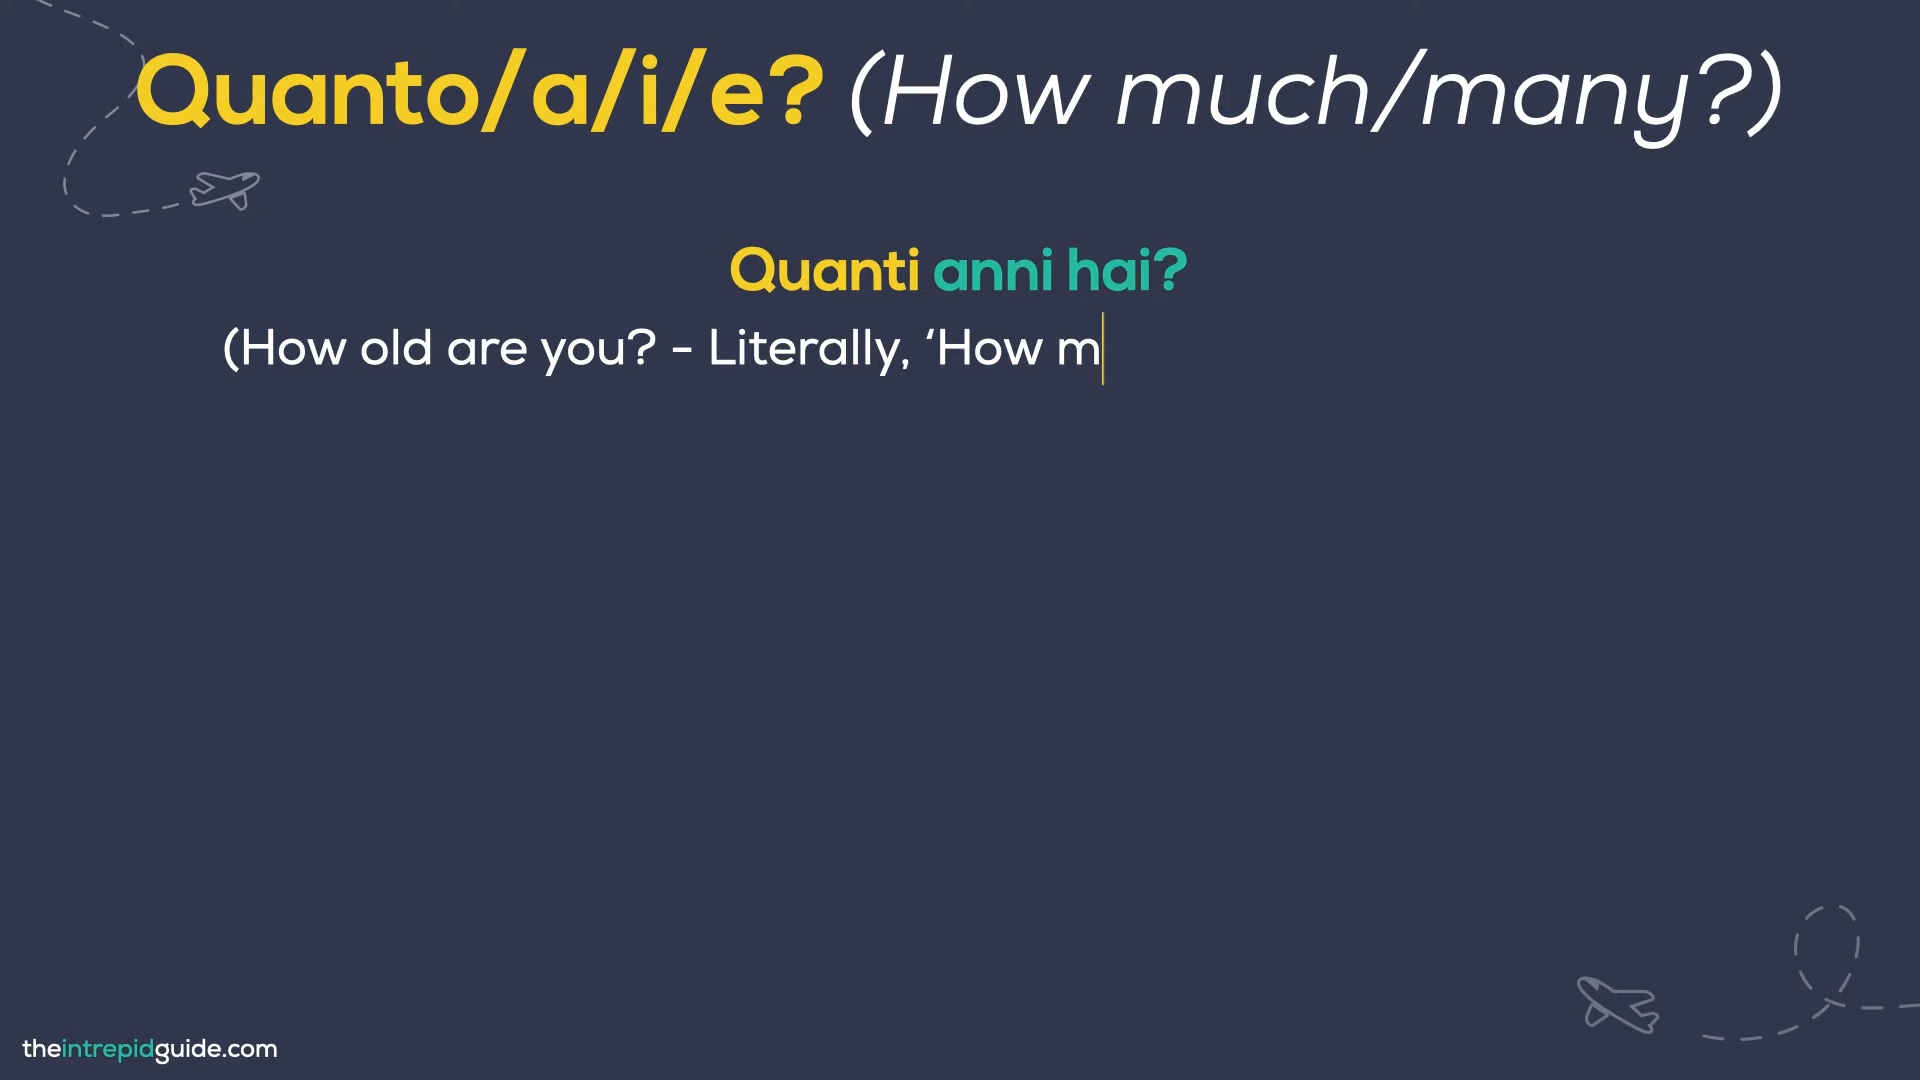 Quanto/a/i/e? (How much/many?)
Quanti anni hai?
(How old are you? - Literally, ‘How m
theintrepidguide.com